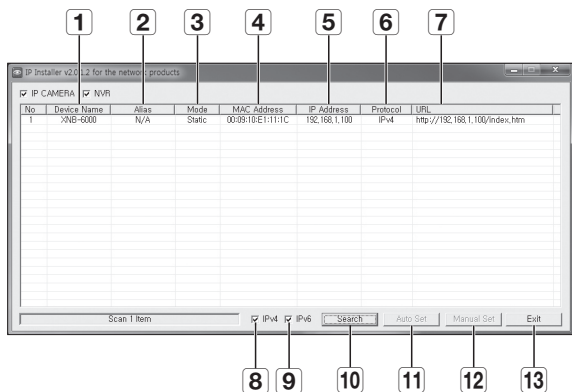 1 2 3 4 5 6 7
IP Installer v2.0.1.2 for the network products
IP CAMERA NVR
No Device Name Alias Mode MAC Address IP Address Protocol URL
1 XNB-6000 N/A Static 00:09:10:E1:11:1C 192,168,1,100 IPv4 http://192,168,1,100/index,htm
Scan 1 Item IPv4 IPv6 Search Auto Set Manual Set Exit
8 9 10 11 12 13